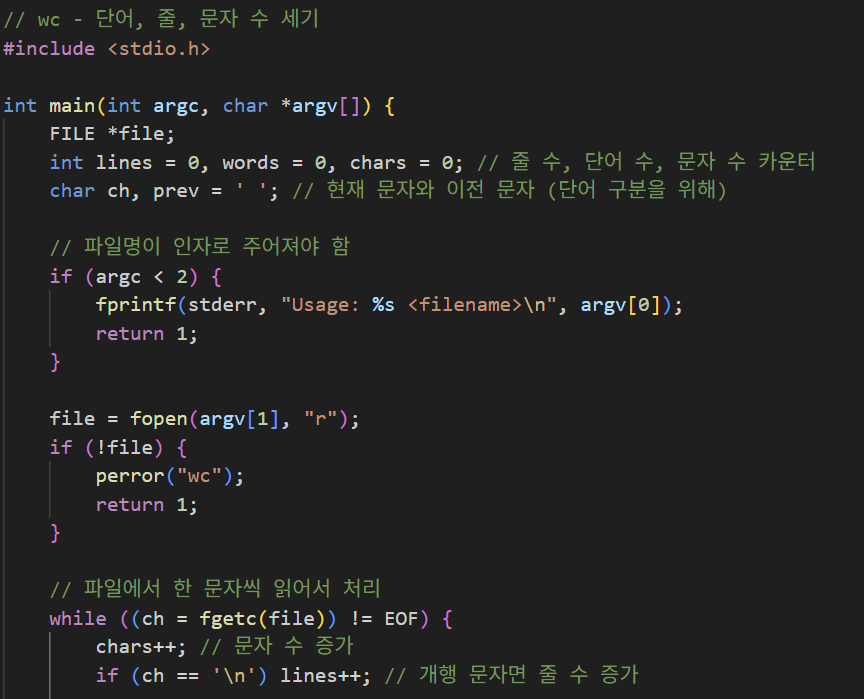 // wc - 단어, 줄, 문자 수 세기
#include <stdio.h>
int main(int argc, char *argv[]) {
FILE *file;
int lines = 0, words = 0, chars = 0; // 줄 수, 단어 수, 문자 수 카운터
char ch, prev = ' '; // 현재 문자와 이전 문자 (단어 구분을 위해)
// 파일명이 인자로 주어져야 함
if (argc < 2) {
fprintf(stderr, "Usage: %s <filename>\n", argv[0]);
return 1;
}
file = fopen(argv[1], "r");
if (!file) {
perror("wc");
return 1;
}
// 파일에서 한 문자씩 읽어서 처리
while ((ch = fgetc(file)) != EOF) {
chars++; // 문자 수 증가
if (ch == '\n') lines++; // 개행 문자면 줄 수 증가